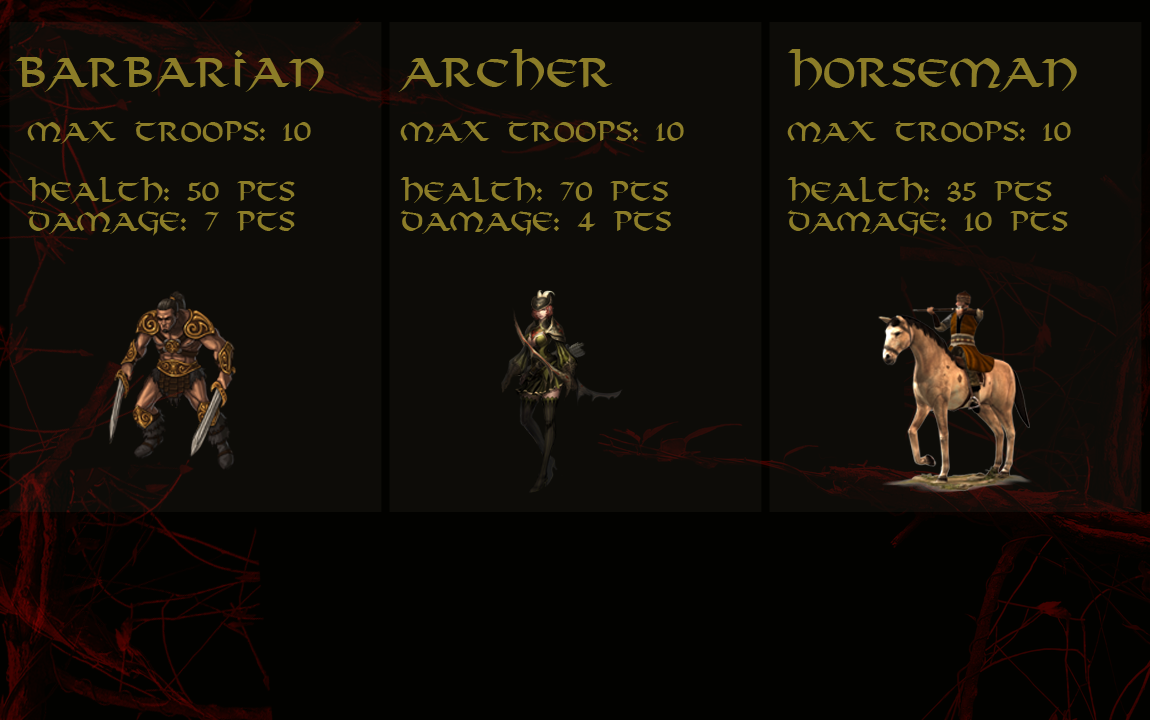 BARBARIAN
MAX TROOPS: 10
HEALTH: 50 PTS
DAMAGE: 7 PTS
ARCHER
MAX TROOPS: 10
HEALTH: 70 PTS
DAMAGE: 4 PTS
HORSEMAN
MAX TROOPS: 10
HEALTH: 35 PTS
DAMAGE: 10 PTS